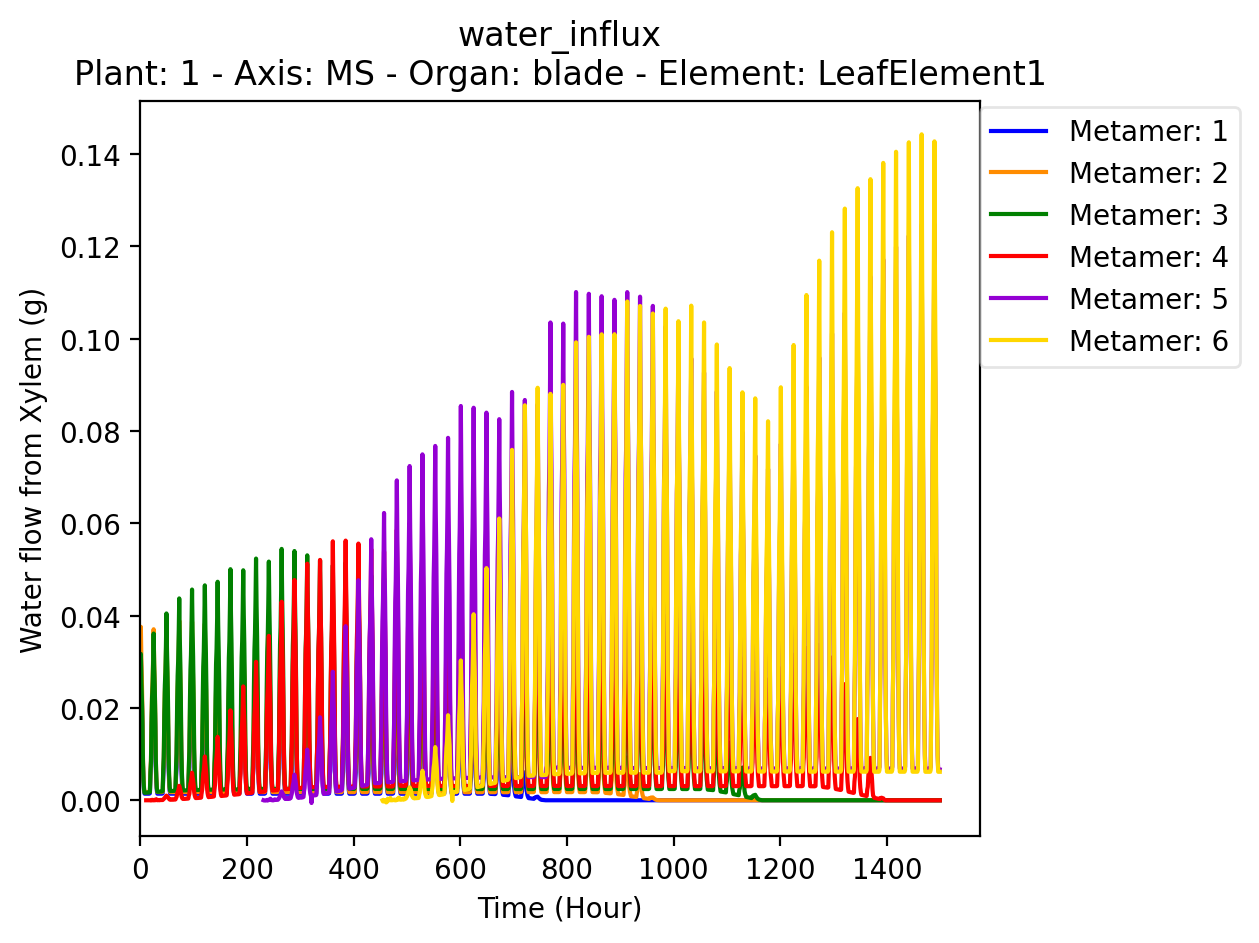 water_influx
Plant: 1 - Axis: MS - Organ: blade - Element: LeafElement1
Water flow from Xylem (g)
0.14
0.12
0.10
0.08
0.06
0.04
0.02
0.00
0 200 400 600 800 1000 1200 1400
Time (Hour)
Metamer: 1
Metamer: 2
Metamer: 3
Metamer: 4
Metamer: 5
Metamer: 6